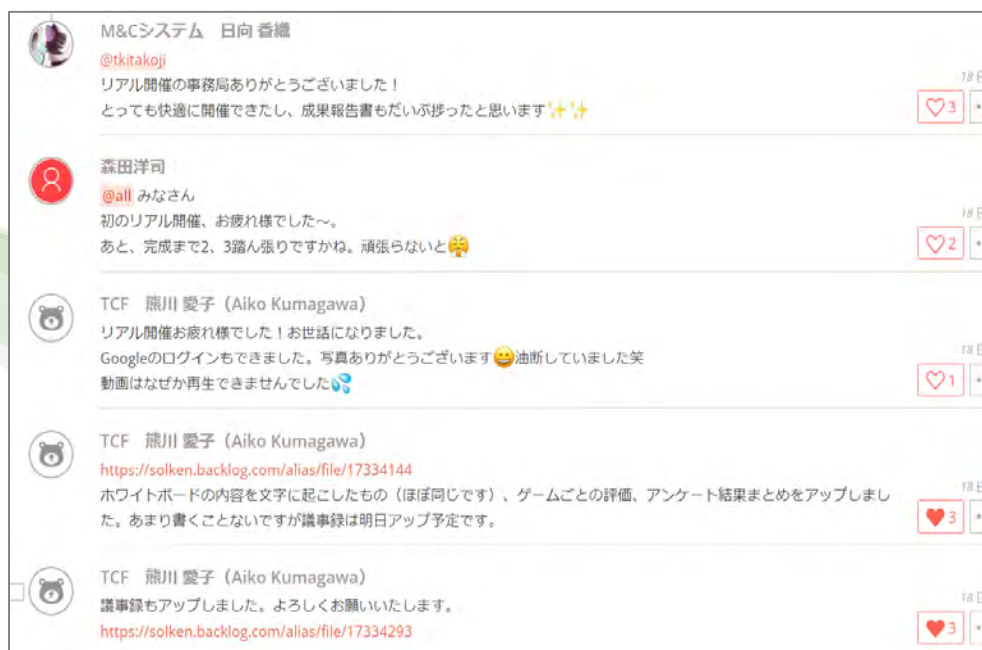 M&Cシステム　日向 香織
@tkitakoji
リアル開催の事務局ありがとうございました！
とっても快適に開催できたし、成果報告書もだいぶ捗ったと思います✨✨
18日
3
森田洋司
@all みなさん
初のリアル開催、お疲れ様でした～。
あと、完成まで2、3踏ん張りですかね。頑張らないと😤
18日
2
TCF　熊川 愛子（Aiko Kumagawa）
リアル開催お疲れ様でした！お世話になりました。
Googleのログインもできました。写真ありがとうございます😀油断していました笑
動画はなぜか再生できませんでした💦
18日
1
TCF　熊川 愛子（Aiko Kumagawa）
https://solken.backlog.com/alias/file/17334144
ホワイトボードの内容を文字に起こしたもの（ほぼ同じです）、ゲームごとの評価、アンケート結果まとめをアップしまし
た。あまり書くことないですが議事録は明日アップ予定です。
18日
3
TCF　熊川 愛子（Aiko Kumagawa）
議事録もアップしました。よろしくお願いいたします。
https://solken.backlog.com/alias/file/17334293
18日
3